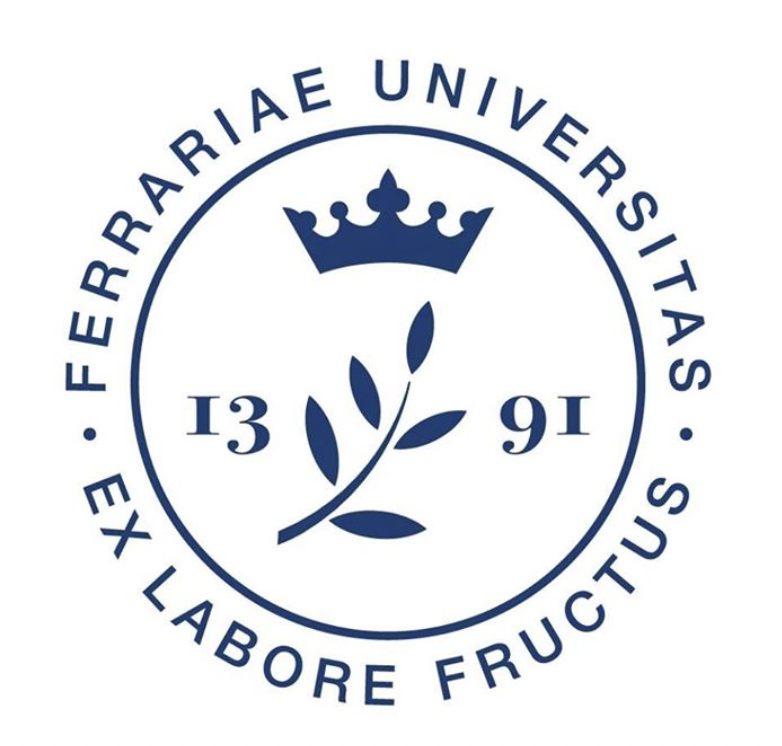 FERRARIAE UNIVERSITAS
13 91
· EX LABORE FRUCTUS ·